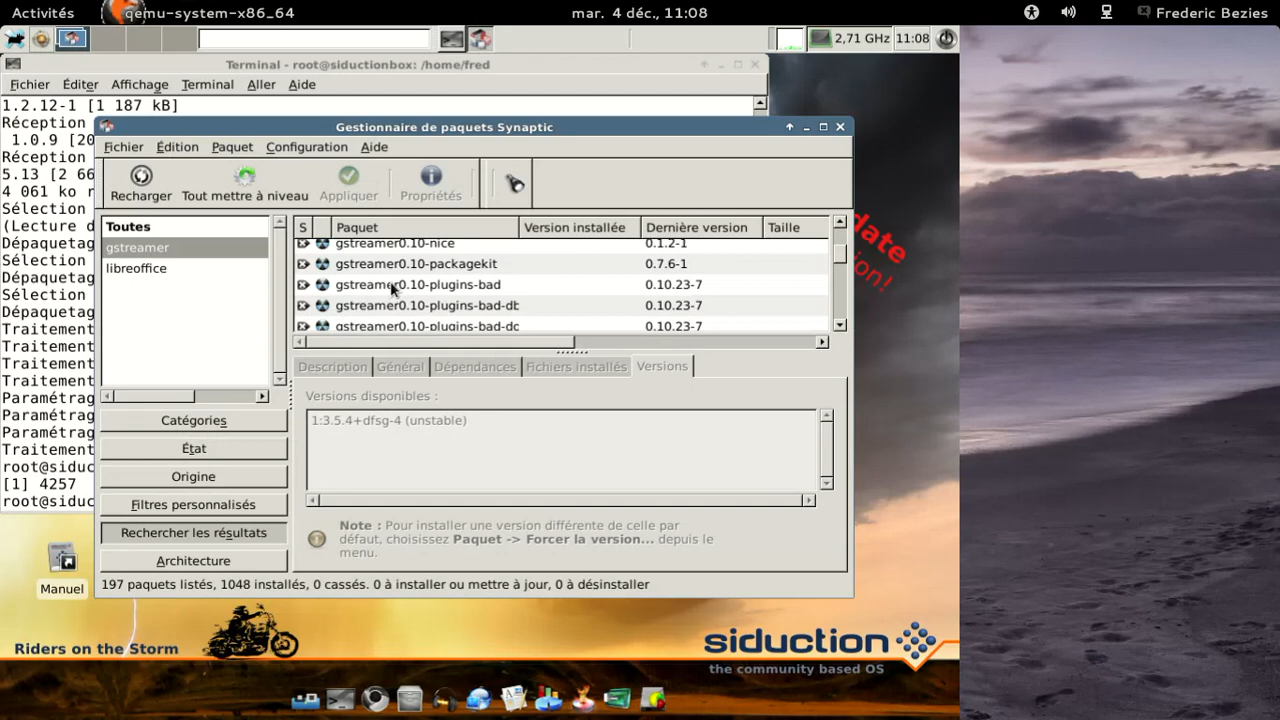 Activités
qemu-system-x86_64
mar. 4 déc., 11:08
Frederic Bezies
2,71 GHz
11:08
Terminal - root@siductionbox: /home/fred
Fichier Éditer Affichage Terminal Aller Aide
1.2.12-1 [1 187 kB]
Réception
1.0.9 [20
Réception
5.13 [2 66
4 061 ko r
Sélection
(Lecture d
Dépaquetag
Sélection
Dépaquetag
Sélection
Dépaquetag
Traitement
Traitement
Traitement
Traitement
Paramétrag
Paramétrag
Paramétrag
Traitement
root@siduc
[1] 4257
root@siduc
Gestionnaire de paquets Synaptic
Fichier Édition Paquet Configuration Aide
Recharger Tout mettre à niveau Appliquer Propriétés
Toutes
gstreamer
libreoffice
S Paquet Version installée Dernière version Taille
gstreamer0.10-nice 0.1.2-1
gstreamer0.10-packagekit 0.7.6-1
gstreamer0.10-plugins-bad 0.10.23-7
gstreamer0.10-plugins-bad-db 0.10.23-7
gstreamer0.10-plugins-bad-dc 0.10.23-7
Description Général Dépendances Fichiers installés Versions
Versions disponibles :
1:3.5.4+dfsg-4 (unstable)
Note : Pour installer une version différente de celle par
défaut, choisissez Paquet -> Forcer la version... depuis le
menu.
Catégories
État
Origine
Filtres personnalisés
Rechercher les résultats
Architecture
197 paquets listés, 1048 installés, 0 cassés. 0 à installer ou mettre à jour, 0 à désinstaller
date
ion!
Manuel
Riders on the Storm
siduction
the community based OS